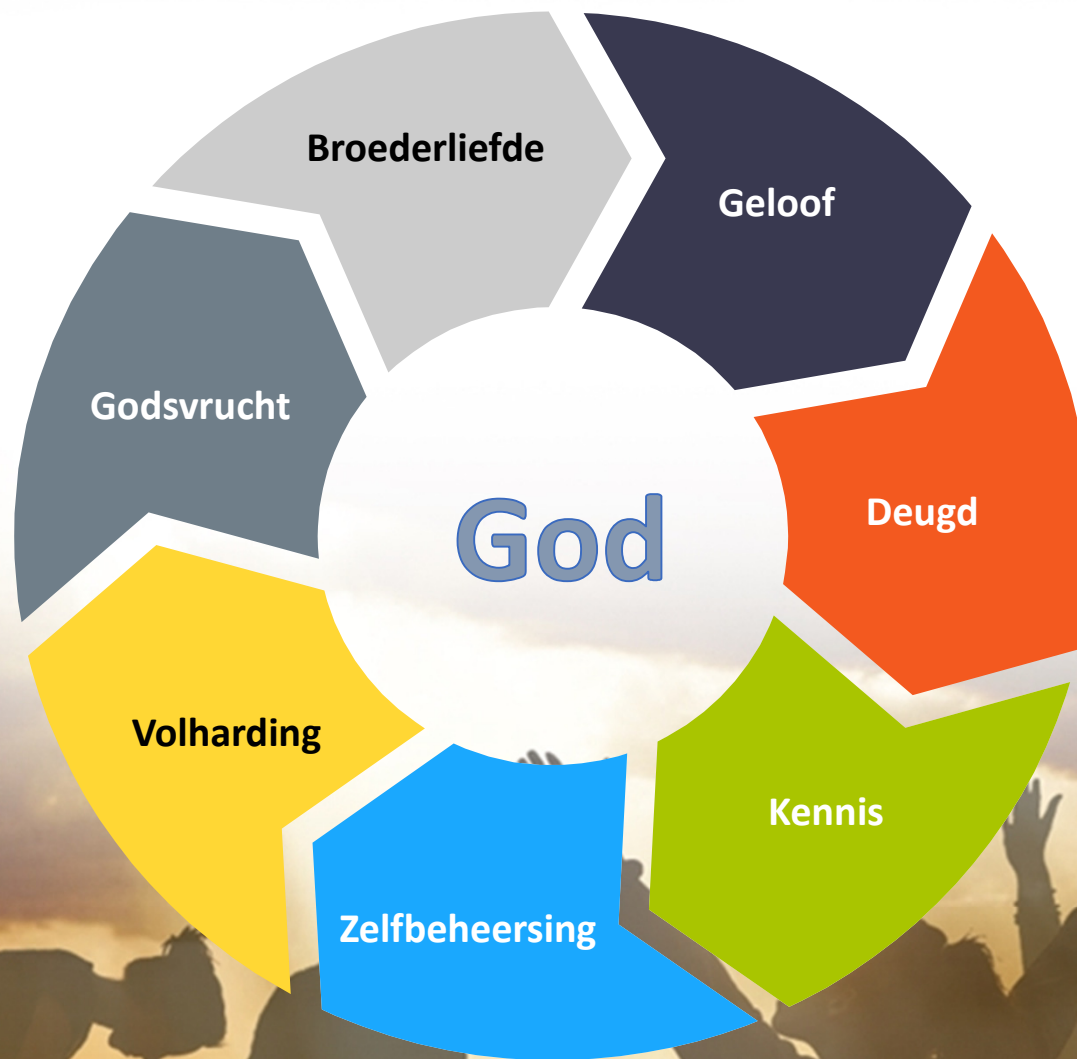 Geloof
Deugd
Kennis
Zelfbeheersing
Volharding
Godsvrucht
Broederliefde
God